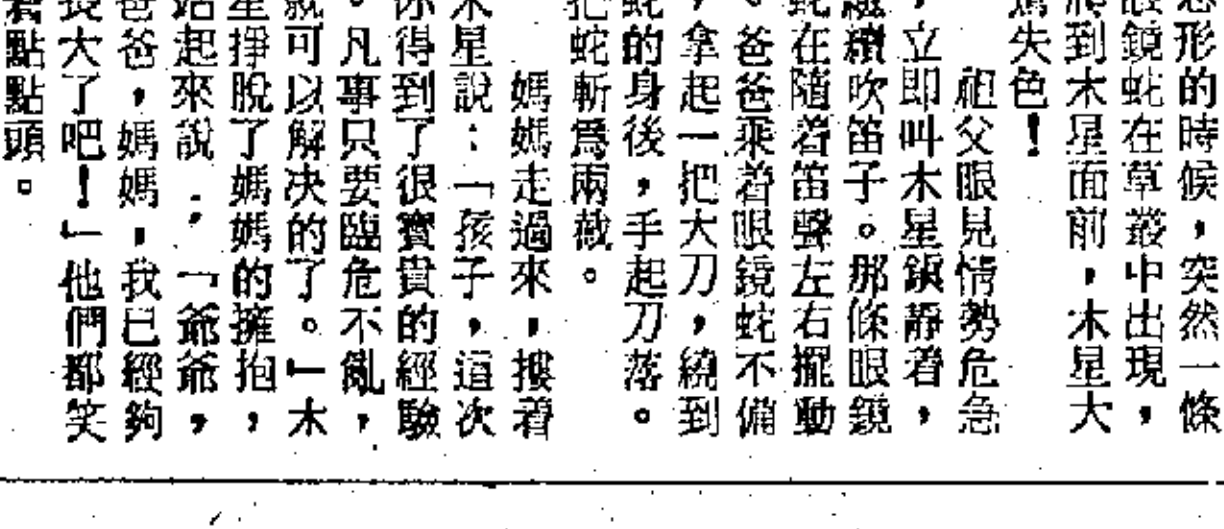 形的時候，突然一條
眼鏡蛇在草叢中出現，
爬到木星面前，木星大
驚失色！
祖父眼見情勢危急
，立即叫木星鎮靜着，
繼續吹笛子。那條眼鏡
蛇在隨着笛聲左右擺動
。爸爸乘着眼鏡蛇不備
，拿起一把大刀，繞到
蛇的身後，手起刀落。
把蛇斬爲兩截。
媽媽走過來，摟着
木星說：「孩子，這次
你得到了很寶貴的經驗
。凡事只要臨危不亂，
就可以解决的了。」木
星掙脫了媽媽的擁抱，
站起來說：「爺爺，
爸爸，媽媽，我已經夠
長大了吧！」他們都笑
着點點頭。